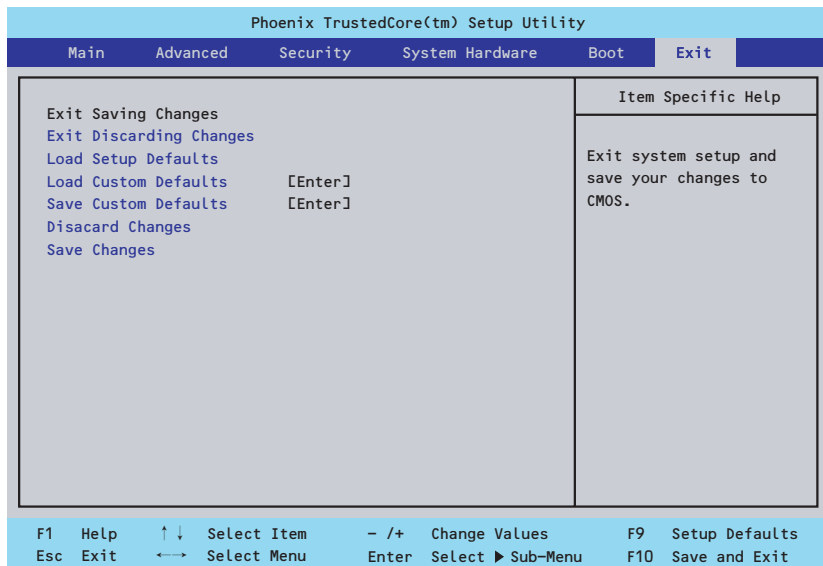 Phoenix TrustedCore(tm) Setup Utility
Main Advanced Security System Hardware Boot Exit
Exit Saving Changes
Exit Discarding Changes
Load Setup Defaults
Load Custom Defaults [Enter]
Save Custom Defaults [Enter]
Disacard Changes
Save Changes
Item Specific Help
Exit system setup and
save your changes to
CMOS.
F1 Help ↑↓ Select Item - /+ Change Values F9 Setup Defaults
Esc Exit ←→ Select Menu Enter Select ▶ Sub-Menu F10 Save and Exit